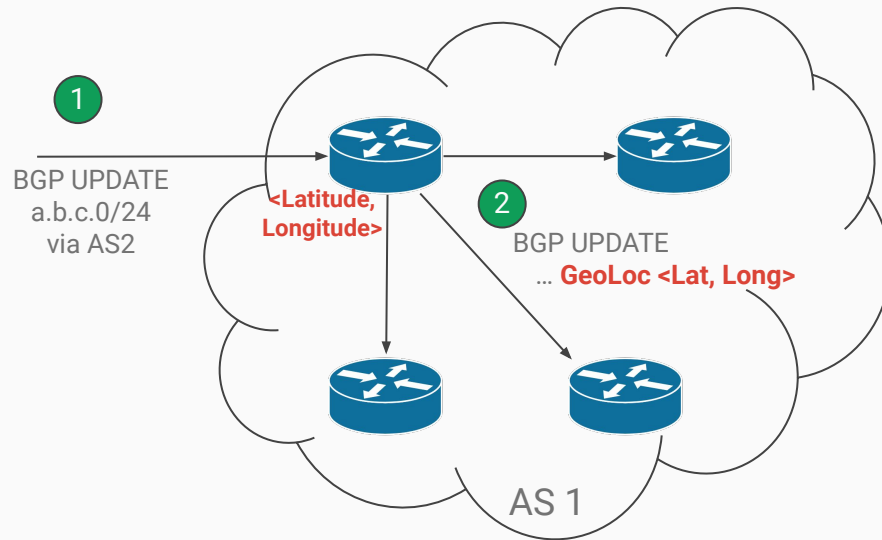 1
BGP UPDATE
a.b.c.0/24
via AS2
<Latitude,
Longitude>
2
BGP UPDATE
... GeoLoc <Lat, Long>
AS 1